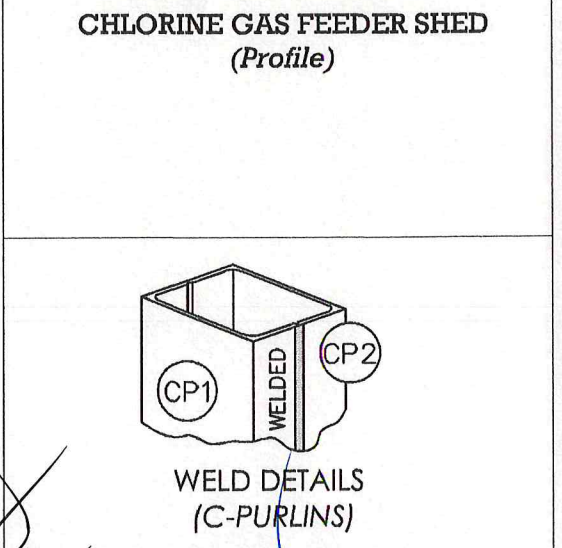 CHLORINE GAS FEEDER SHED
(Profile)
CP1
WELDED
CP2
WELD DETAILS
(C-PURLINS)